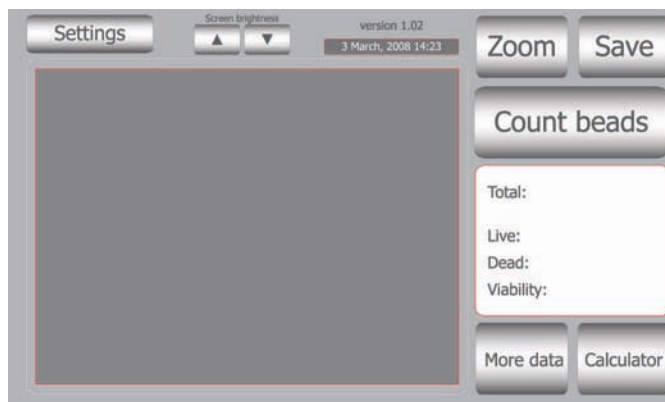 Settings
Screen brightness
version 1.02
3 March, 2008 14:23
Zoom
Save
Count beads
Total:
Live:
Dead:
Viability:
More data
Calculator